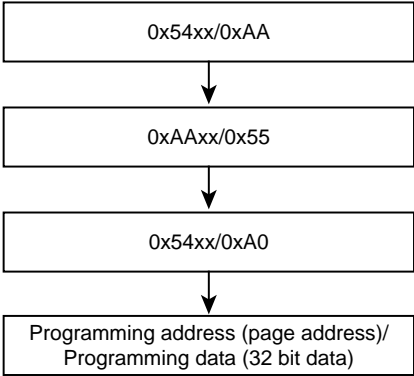 0x54xx/0xAA
0xAAxx/0x55
0x54xx/0xA0
Programming address (page address)/
Programming data (32 bit data)